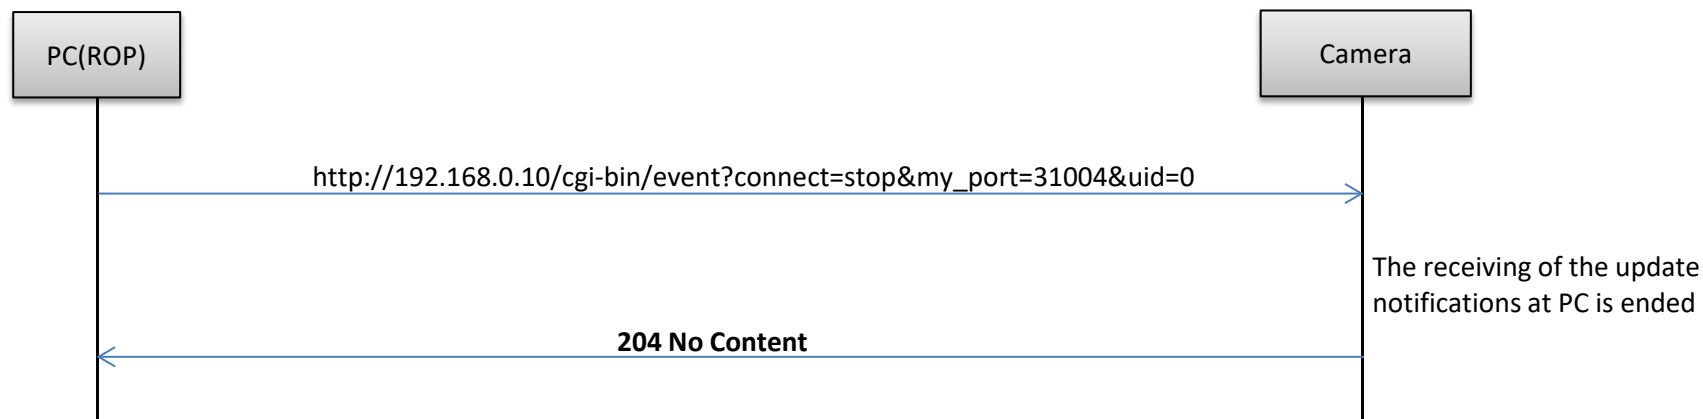 PC(ROP)
Camera
http://192.168.0.10/cgi-bin/event?connect=stop&my_port=31004&uid=0
The receiving of the update
notifications at PC is ended
204 No Content